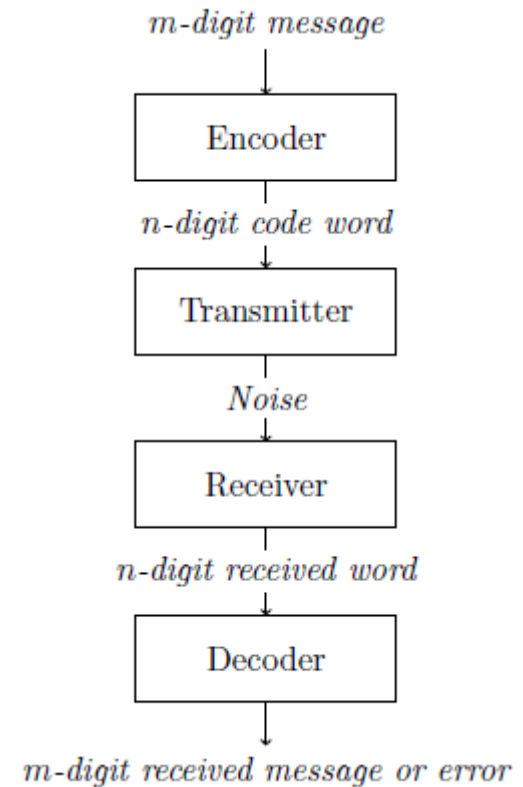 m-digit message
Encoder
n-digit code word
Transmitter
Noise
Receiver
n-digit received word
Decoder
m-digit received message or error